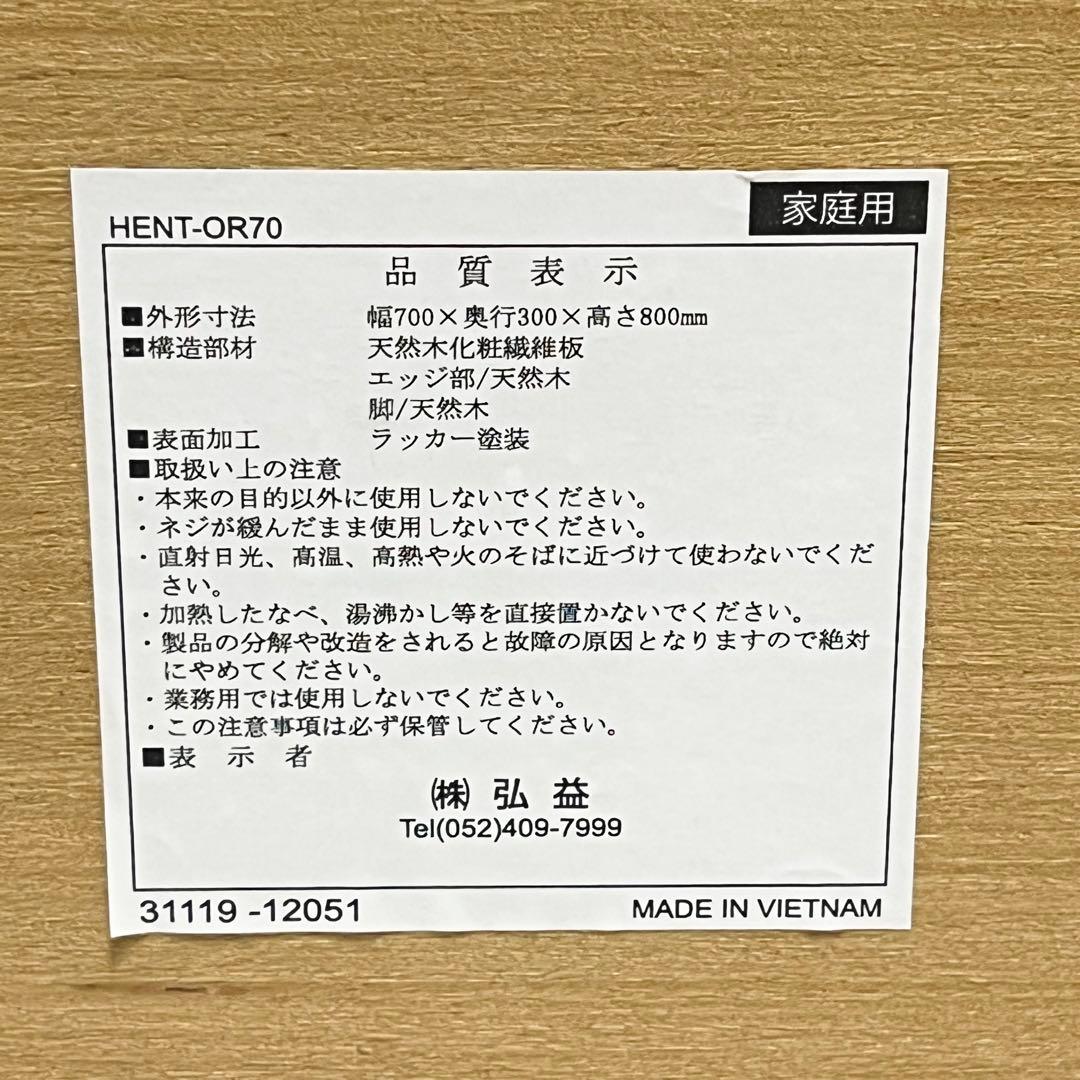 HENT-OR70
家庭用
品質表示
■外形寸法 幅700×奥行300×高さ800mm
■構造部材 天然木化粧繊維板
エッジ部/天然木
脚/天然木
■表面加工 ラッカー塗装
■取扱い上の注意
・本来の目的以外に使用しないでください。
・ネジが緩んだまま使用しないでください。
・直射日光、高温、高熱や火のそばに近づけて使わないでくだ
さい。
・加熱したなべ、湯沸かし等を直接置かないでください。
・製品の分解や改造をされると故障の原因となりますので絶対
にやめてください。
・業務用では使用しないでください。
・この注意事項は必ず保管してください。
■表示者
㈱弘益
Tel(052)409-7999
31119 -12051
MADE IN VIETNAM